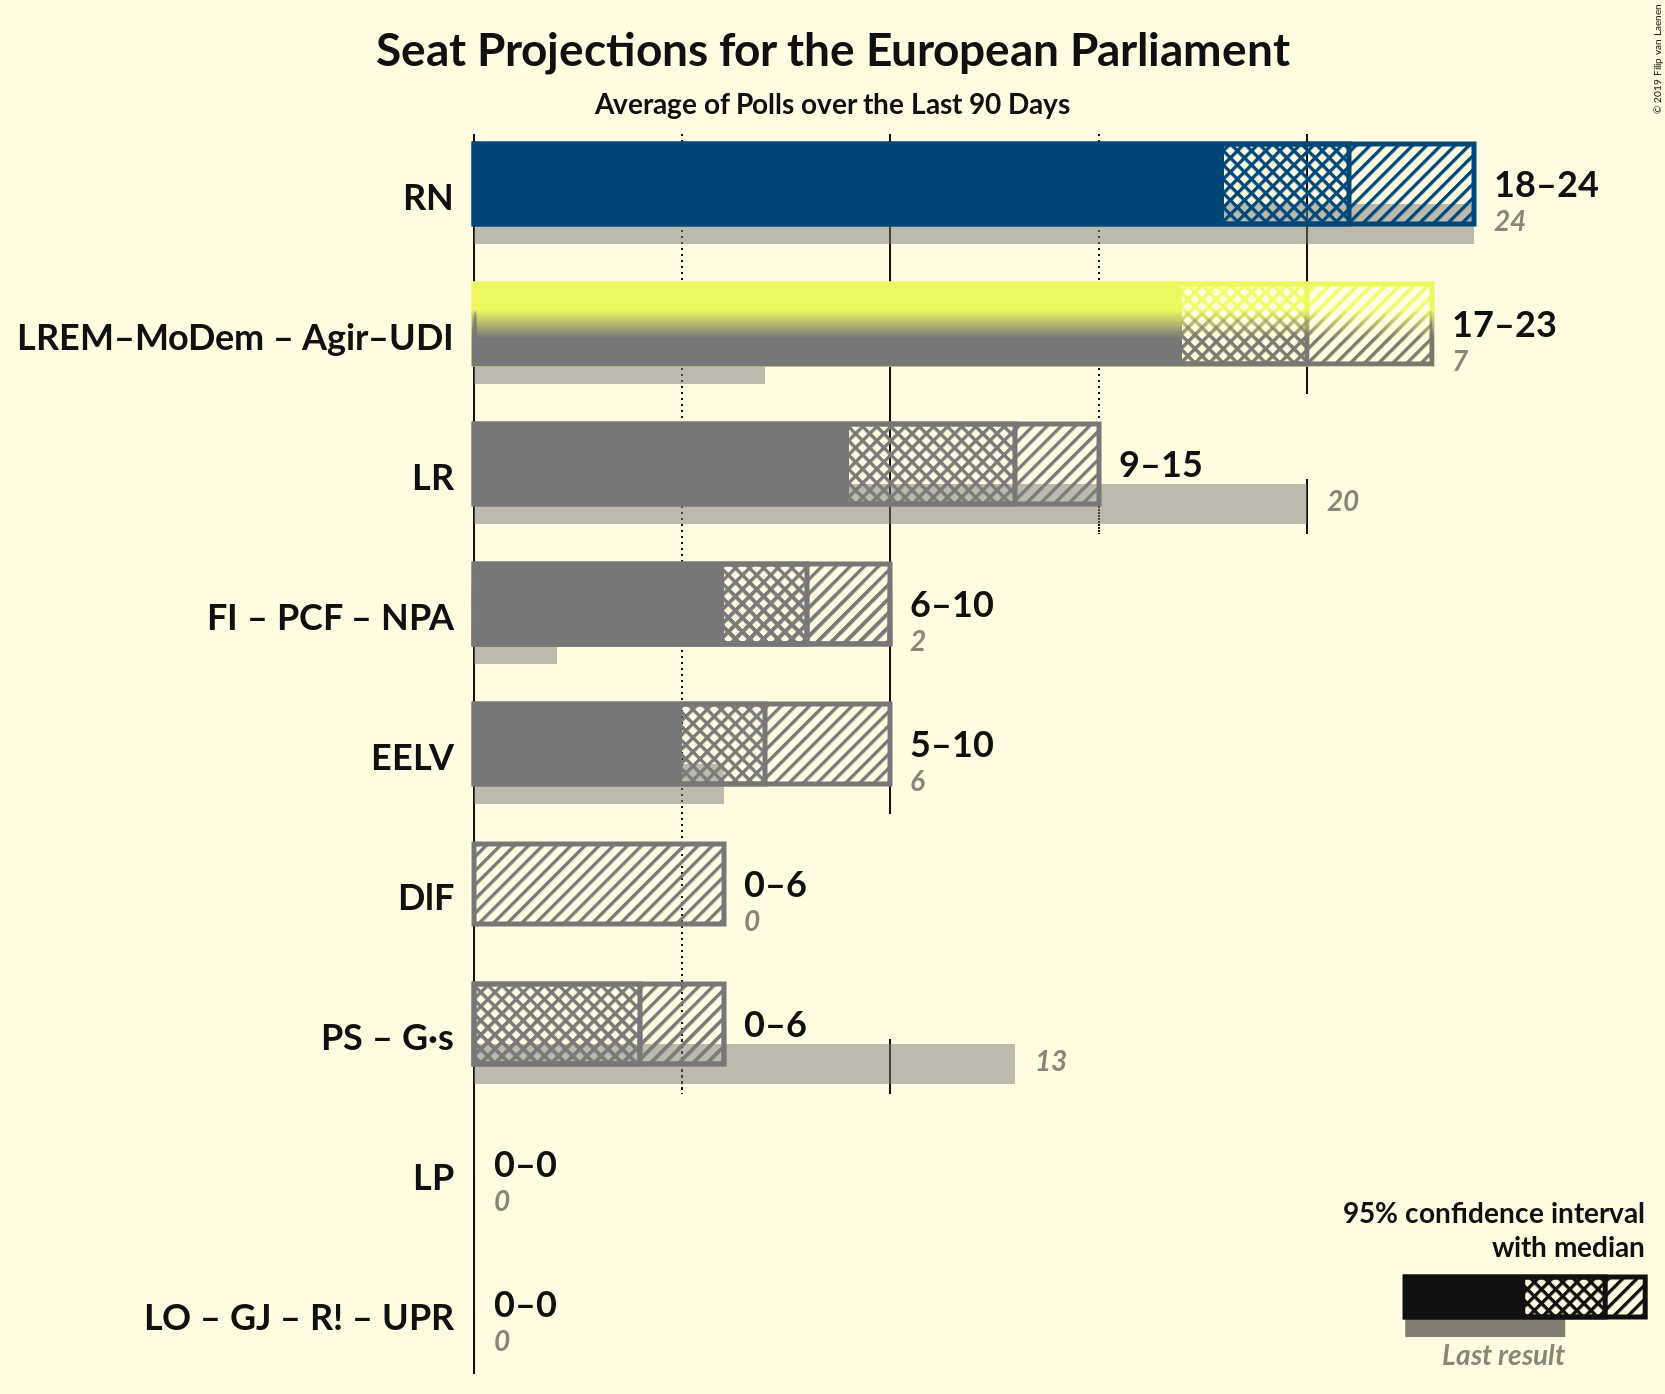 Seat Projections for the European Parliament
Average of Polls over the Last 90 Days
© 2019 Filip van Laenen
RN
18–24
24
LREM–MoDem – Agir–UDI
17–23
7
LR
9–15
20
FI – PCF – NPA
6–10
2
EELV
5–10
6
DlF
0–6
0
PS – G·s
0–6
13
LP
0–0
0
LO – GJ – R! – UPR
0–0
0
95% confidence interval
with median
Last result